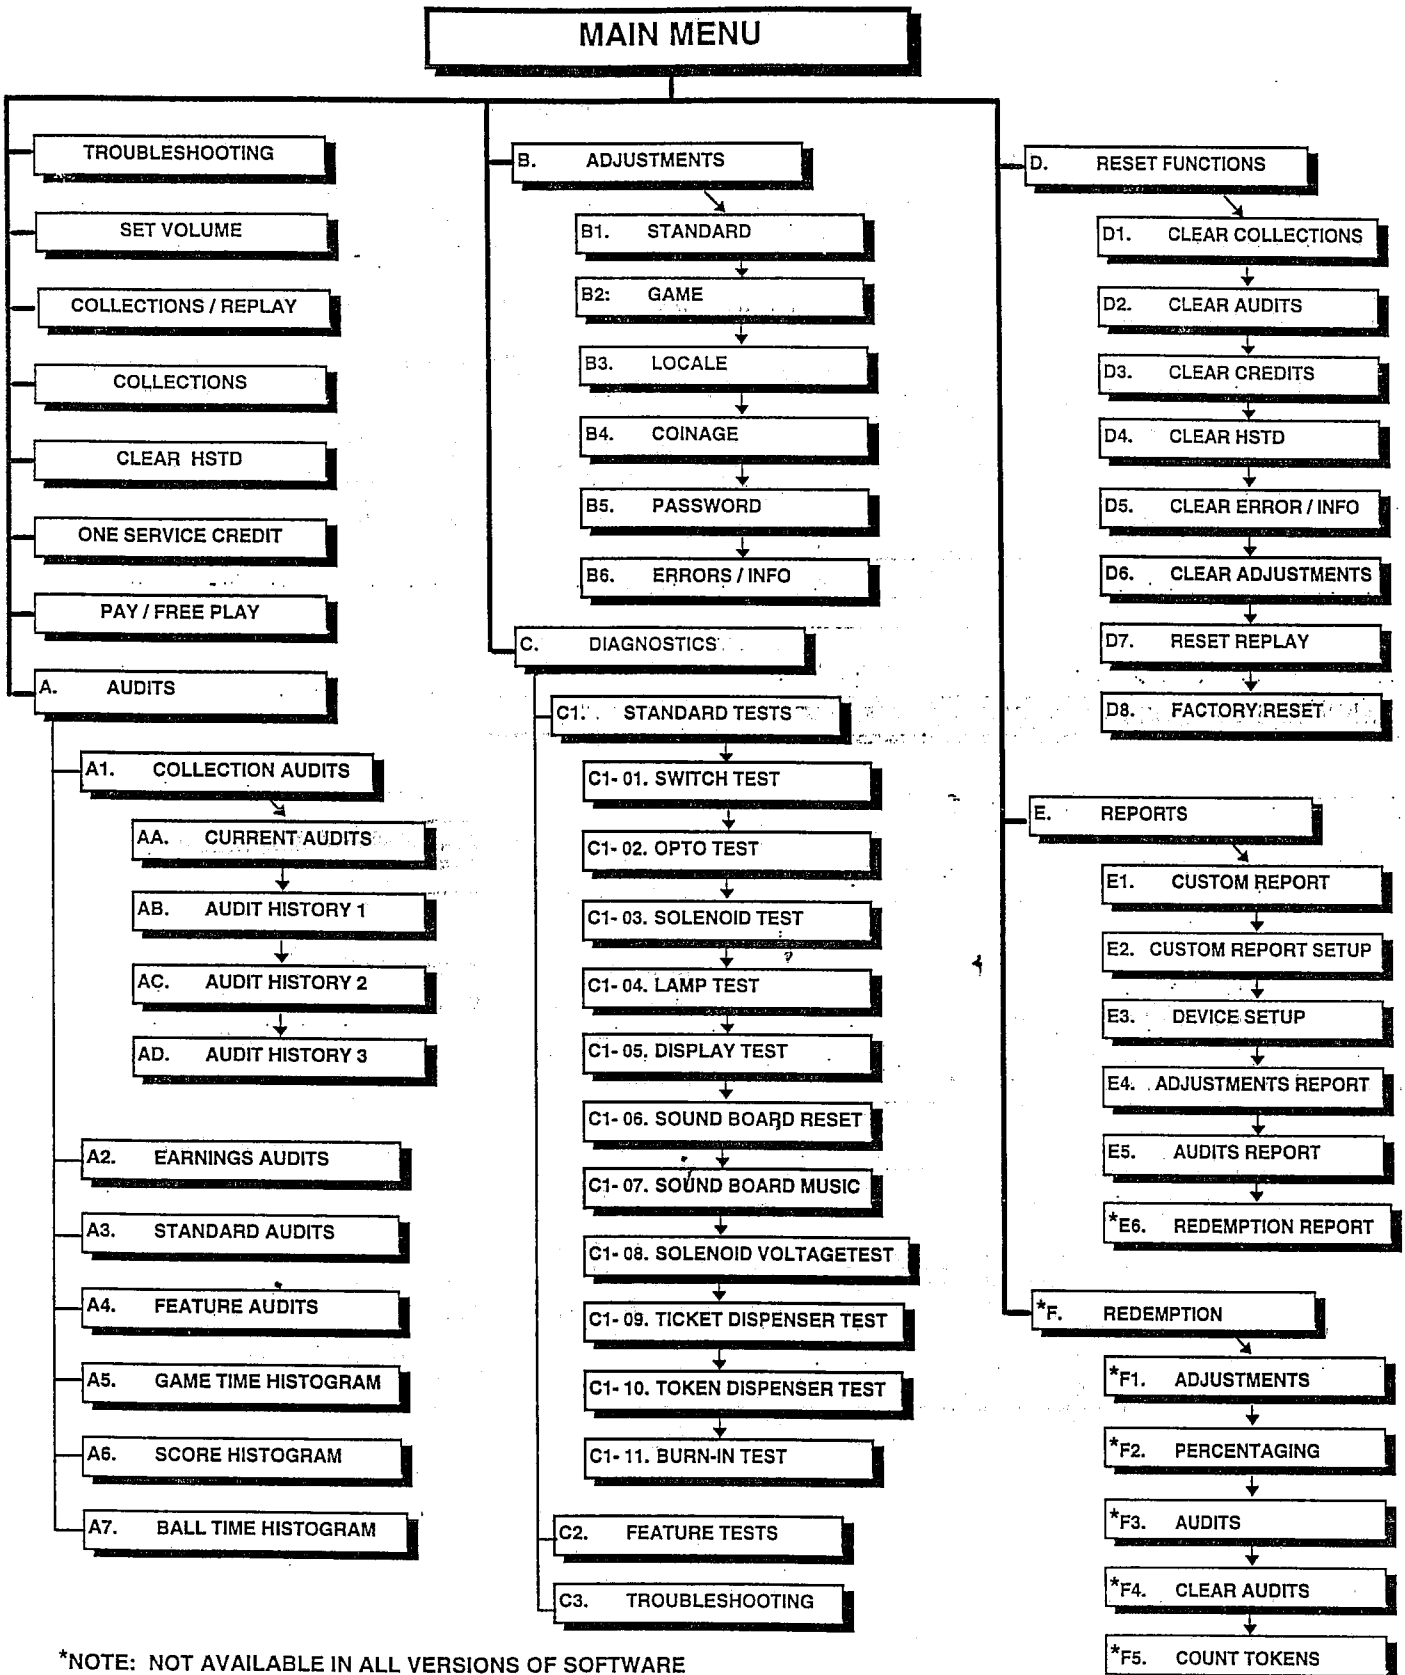 MAIN MENU
TROUBLESHOOTING
SET VOLUME
COLLECTIONS / REPLAY
COLLECTIONS
CLEAR HSTD
ONE SERVICE CREDIT
PAY / FREE PLAY
A. AUDITS
A1. COLLECTION AUDITS
AA. CURRENT AUDITS
AB. AUDIT HISTORY 1
AC. AUDIT HISTORY 2
AD. AUDIT HISTORY 3
A2. EARNINGS AUDITS
A3. STANDARD AUDITS
A4. FEATURE AUDITS
A5. GAME TIME HISTOGRAM
A6. SCORE HISTOGRAM
A7. BALL TIME HISTOGRAM
B. ADJUSTMENTS
B1. STANDARD
B2: GAME
B3. LOCALE
B4. COINAGE
B5. PASSWORD
B6. ERRORS / INFO
C. DIAGNOSTICS
C1. STANDARD TESTS
C1- 01. SWITCH TEST
C1- 02. OPTO TEST
C1- 03. SOLENOID TEST
C1- 04. LAMP TEST
C1- 05. DISPLAY TEST
C1- 06. SOUND BOARD RESET
C1- 07. SOUND BOARD MUSIC
C1- 08. SOLENOID VOLTAGETEST
C1- 09. TICKET DISPENSER TEST
C1- 10. TOKEN DISPENSER TEST
C1- 11. BURN-IN TEST
C2. FEATURE TESTS
C3. TROUBLESHOOTING
D. RESET FUNCTIONS
D1. CLEAR COLLECTIONS
D2. CLEAR AUDITS
D3. CLEAR CREDITS
D4. CLEAR HSTD
D5. CLEAR ERROR / INFO
D6. CLEAR ADJUSTMENTS
D7. RESET REPLAY
D8. FACTORY RESET
E. REPORTS
E1. CUSTOM REPORT
E2. CUSTOM REPORT SETUP
E3. DEVICE SETUP
E4. ADJUSTMENTS REPORT
E5. AUDITS REPORT
*E6. REDEMPTION REPORT
*F. REDEMPTION
*F1. ADJUSTMENTS
*F2. PERCENTAGING
*F3. AUDITS
*F4. CLEAR AUDITS
*F5. COUNT TOKENS
*NOTE: NOT AVAILABLE IN ALL VERSIONS OF SOFTWARE